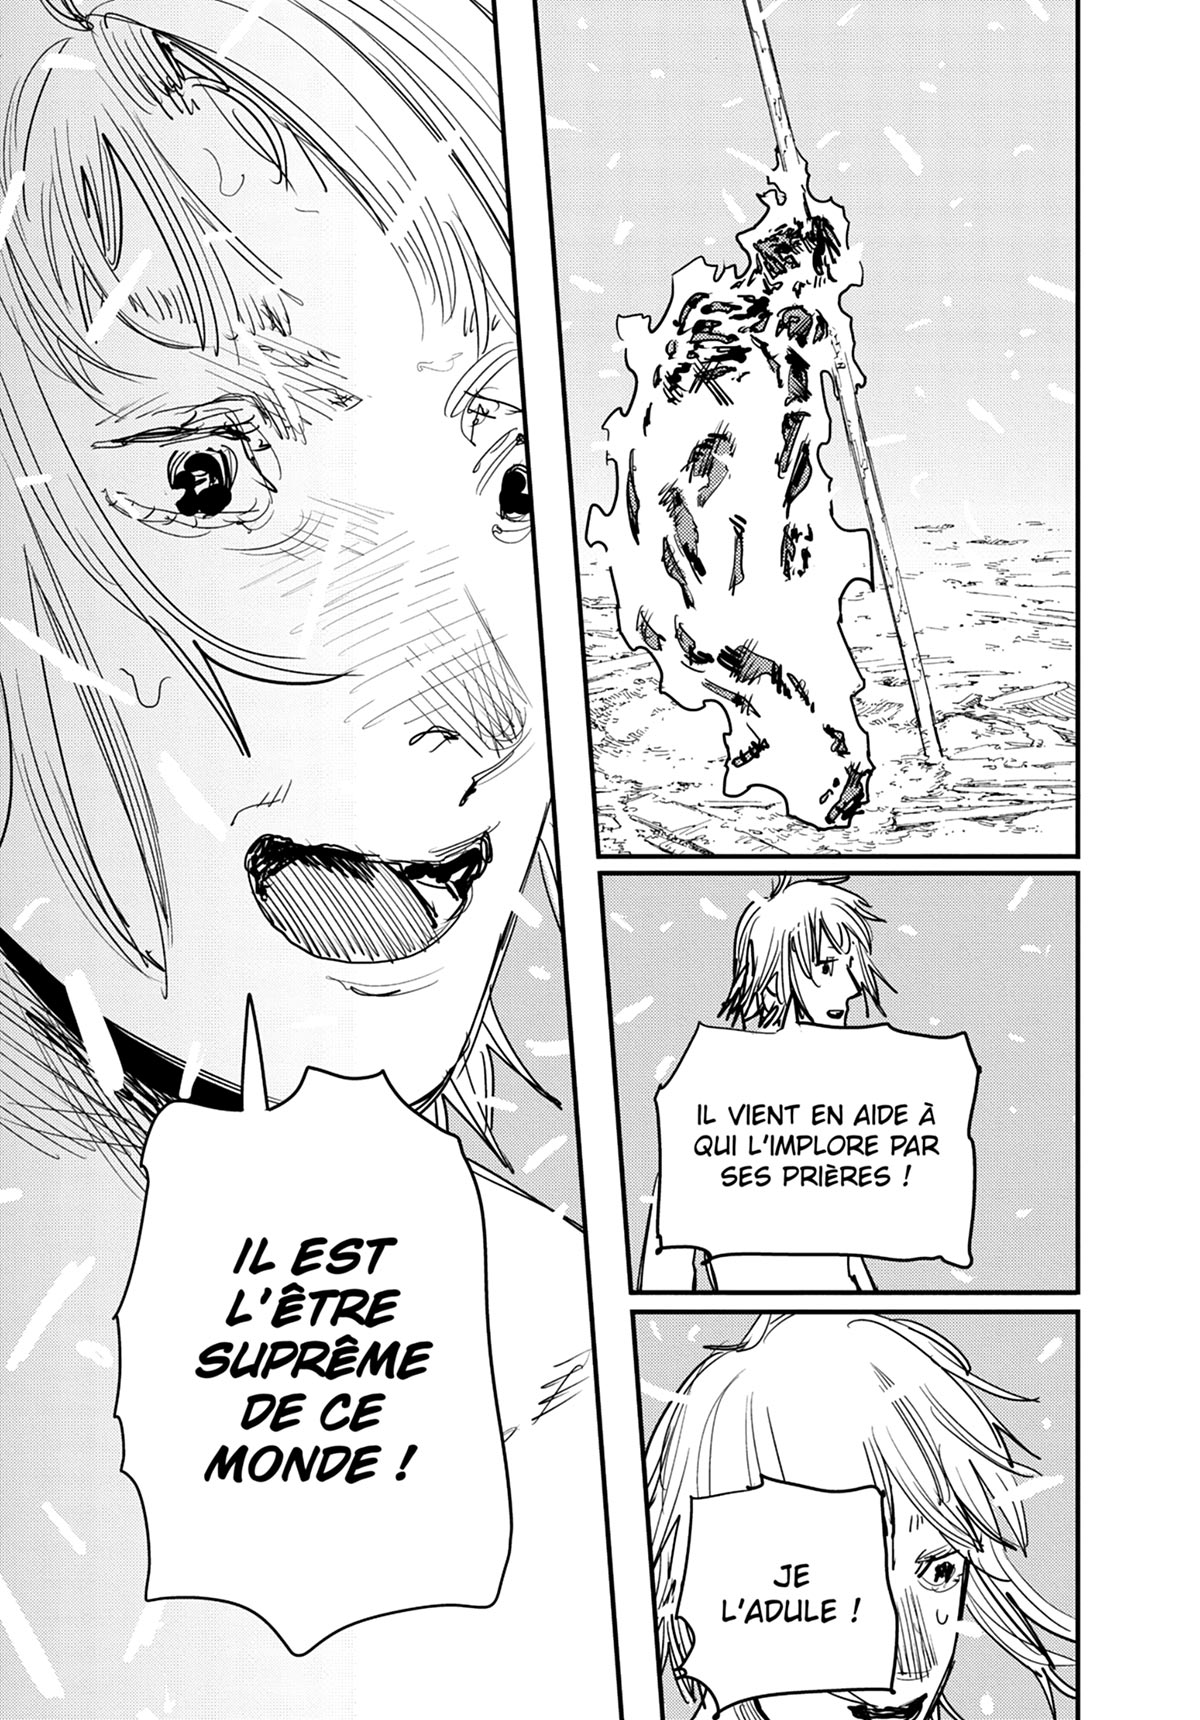 IL VIENT EN AIDE À
QUI L'IMPLORE PAR
SES PRIÈRES !
JE
L'ADULE !
IL EST
L'ÊTRE
SUPRÊME
DE CE
MONDE !